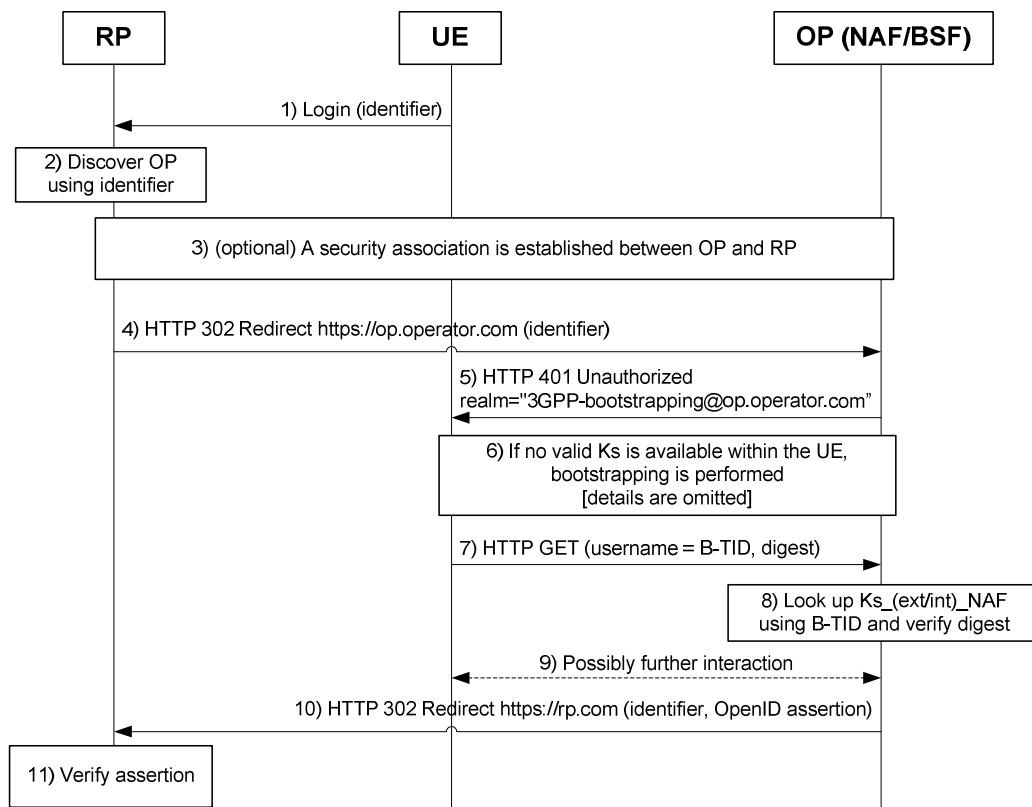 RP
UE
OP (NAF/BSF)
1) Login (identifier)
2) Discover OP
using identifier
3) (optional) A security association is established between OP and RP
4) HTTP 302 Redirect https://op.operator.com (identifier)
5) HTTP 401 Unauthorized
realm="3GPP-bootstrapping@op.operator.com”
6) If no valid Ks is available within the UE,
bootstrapping is performed
[details are omitted]
7) HTTP GET (username = B-TID, digest)
8) Look up Ks_(ext/int)_NAF
using B-TID and verify digest
9) Possibly further interaction
10) HTTP 302 Redirect https://rp.com (identifier, OpenID assertion)
11) Verify assertion